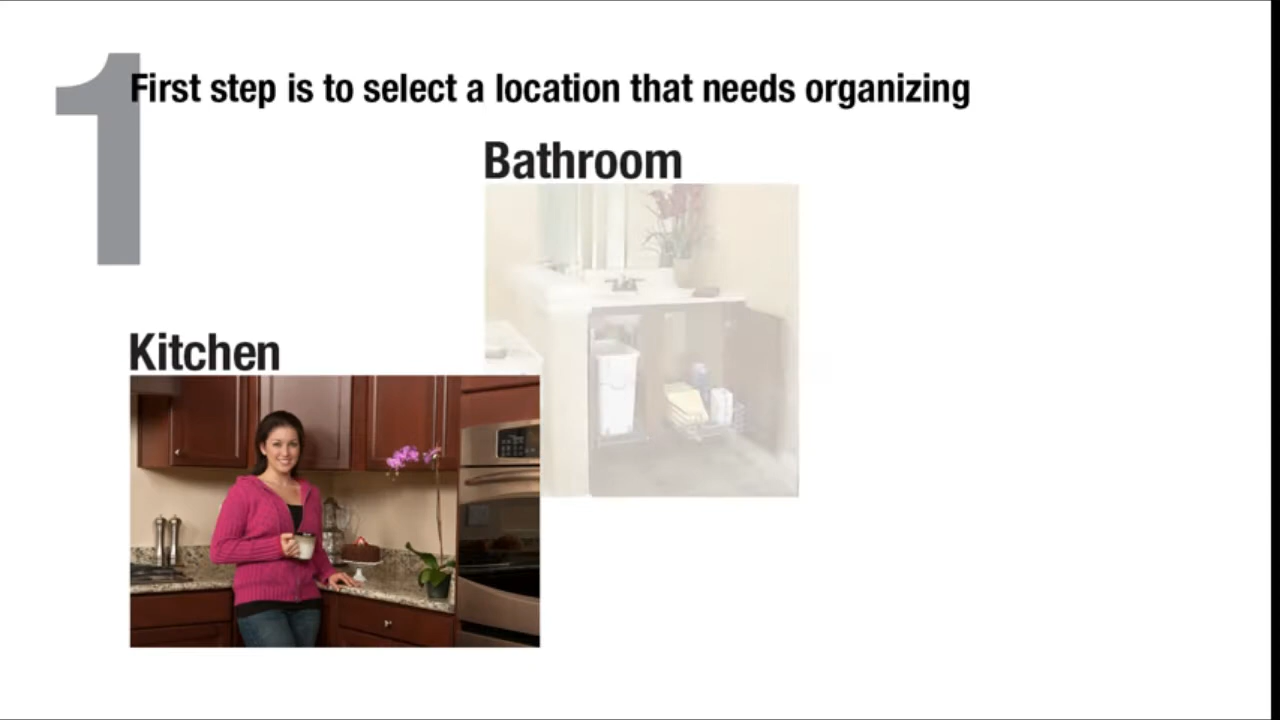 1
First step is to select a location that needs organizing
Bathroom
Kitchen